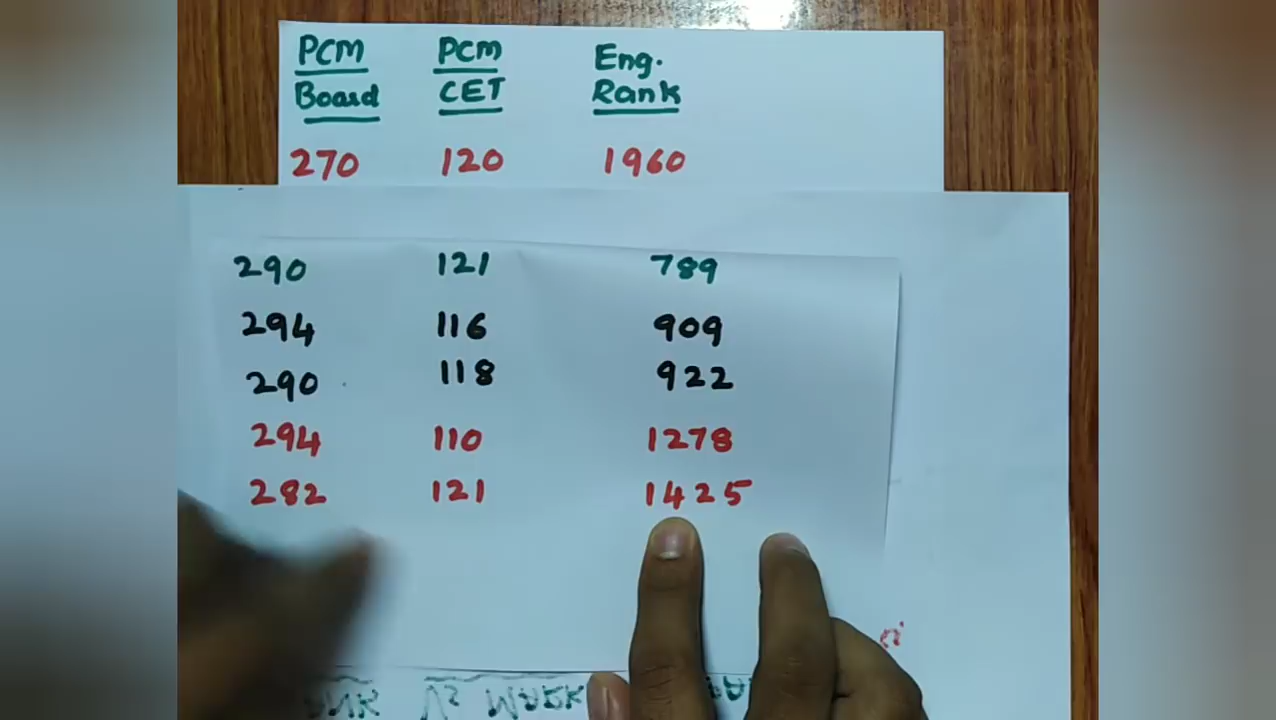 PCM PCM Eng.
Board CET Rank
270 120 1960
290 121 789
294 116 909
290 118 922
294 110 1278
282 121 1425